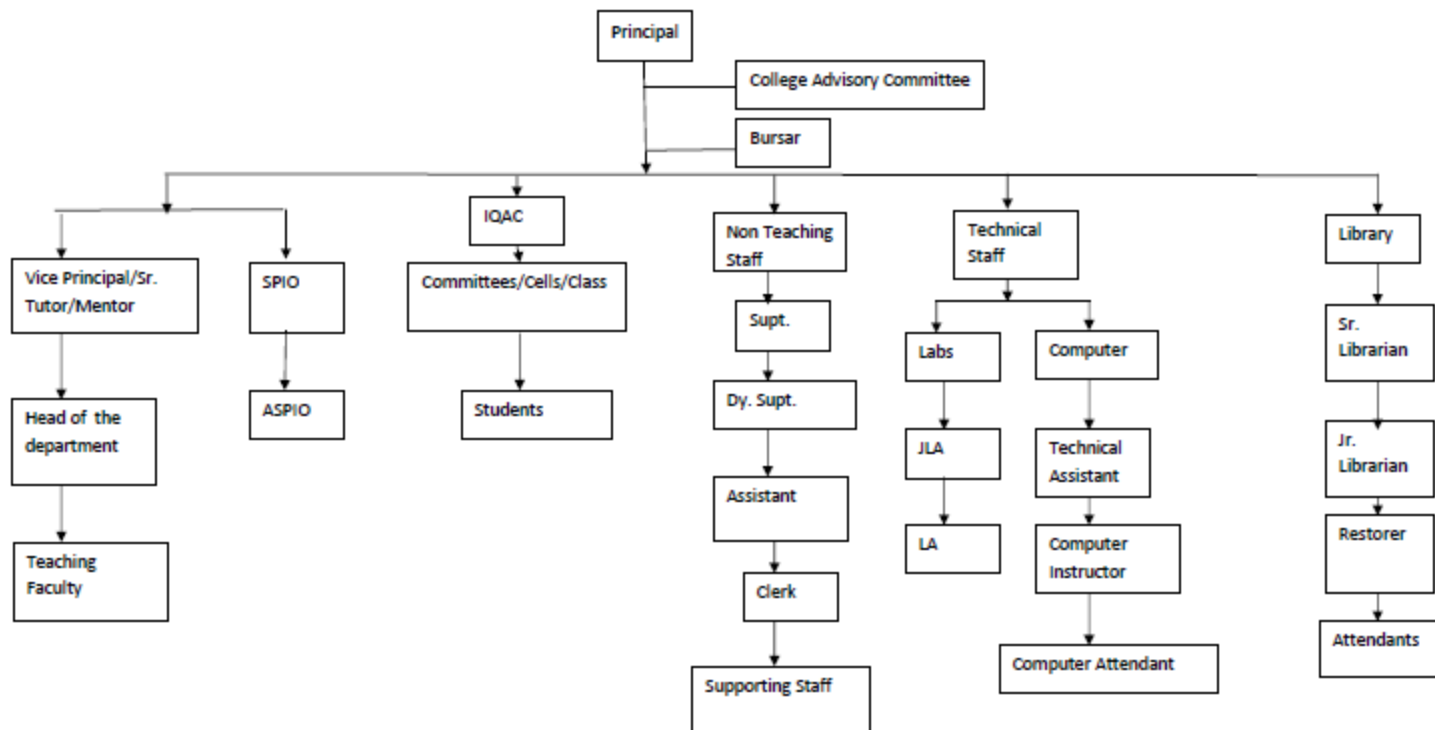 Principal
College Advisory Committee
Bursar
IQAC
Non Teaching
Staff
Technical
Staff
Library
Vice Principal/Sr.
Tutor/Mentor
SPIO
Committees/Cells/Class
Supt.
Labs
Computer
Sr.
Librarian
Head of the
department
ASPIO
Students
Dy. Supt.
JLA
Technical
Assistant
Jr.
Librarian
Assistant
LA
Computer
Instructor
Restorer
Teaching
Faculty
Clerk
Attendants
Computer Attendant
Supporting Staff